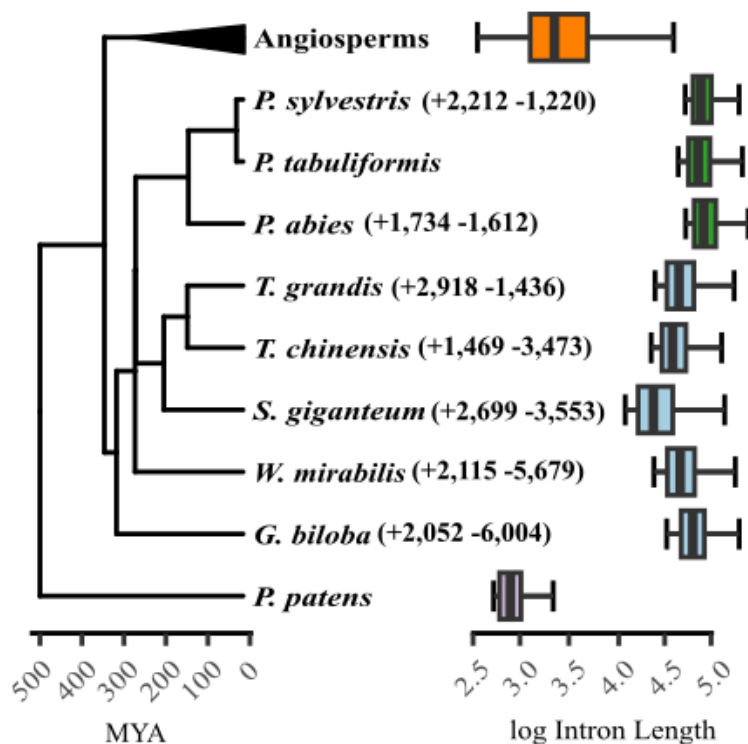 Angiosperms
P. sylvestris (+2,212 -1,220)
P. tabuliformis
P. abies (+1,734 -1,612)
T. grandis (+2,918 -1,436)
T. chinensis (+1,469 -3,473)
S. giganteum (+2,699 -3,553)
W. mirabilis (+2,115 -5,679)
G. biloba (+2,052 -6,004)
P. patens
500 400 300 200 100 0
MYA
2.5 3.0 3.5 4.0 4.5 5.0
log Intron Length